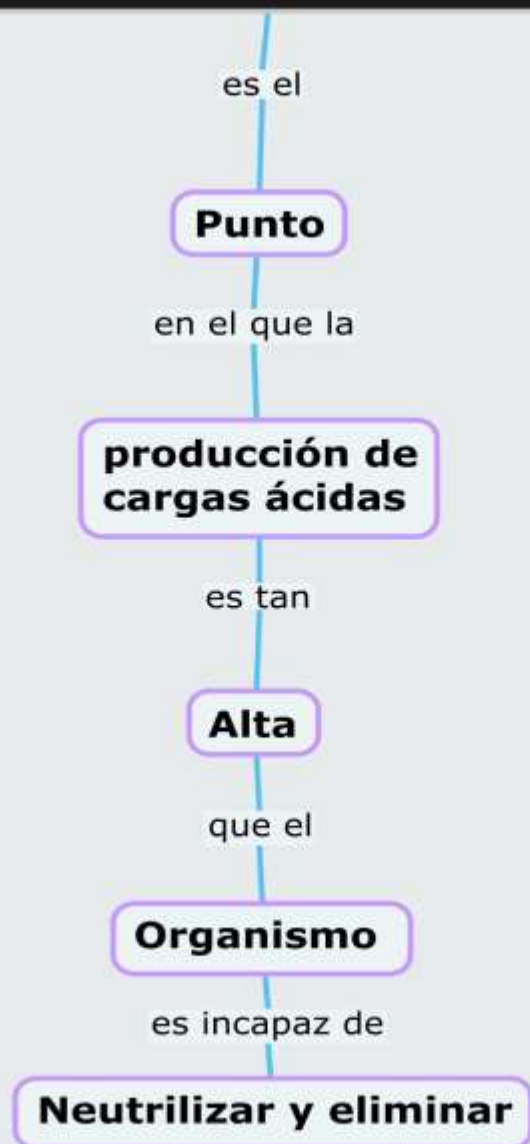 es el
Punto
en el que la
producción de
cargas ácidas
es tan
Alta
que el
Organismo
es incapaz de
Neutrilizar y eliminar